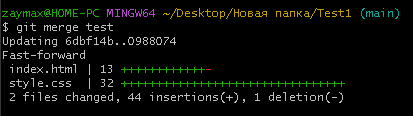 zaymax@HOME-PC MINGW64 ~/Desktop/Новая папка/Test1 (main)
$ git merge test
Updating 6dbf14b..0988074
Fast-forward
 index.html | 13 ++++++++++++-
 style.css  | 32 ++++++++++++++++++++++++++++++++
 2 files changed, 44 insertions(+), 1 deletion(-)